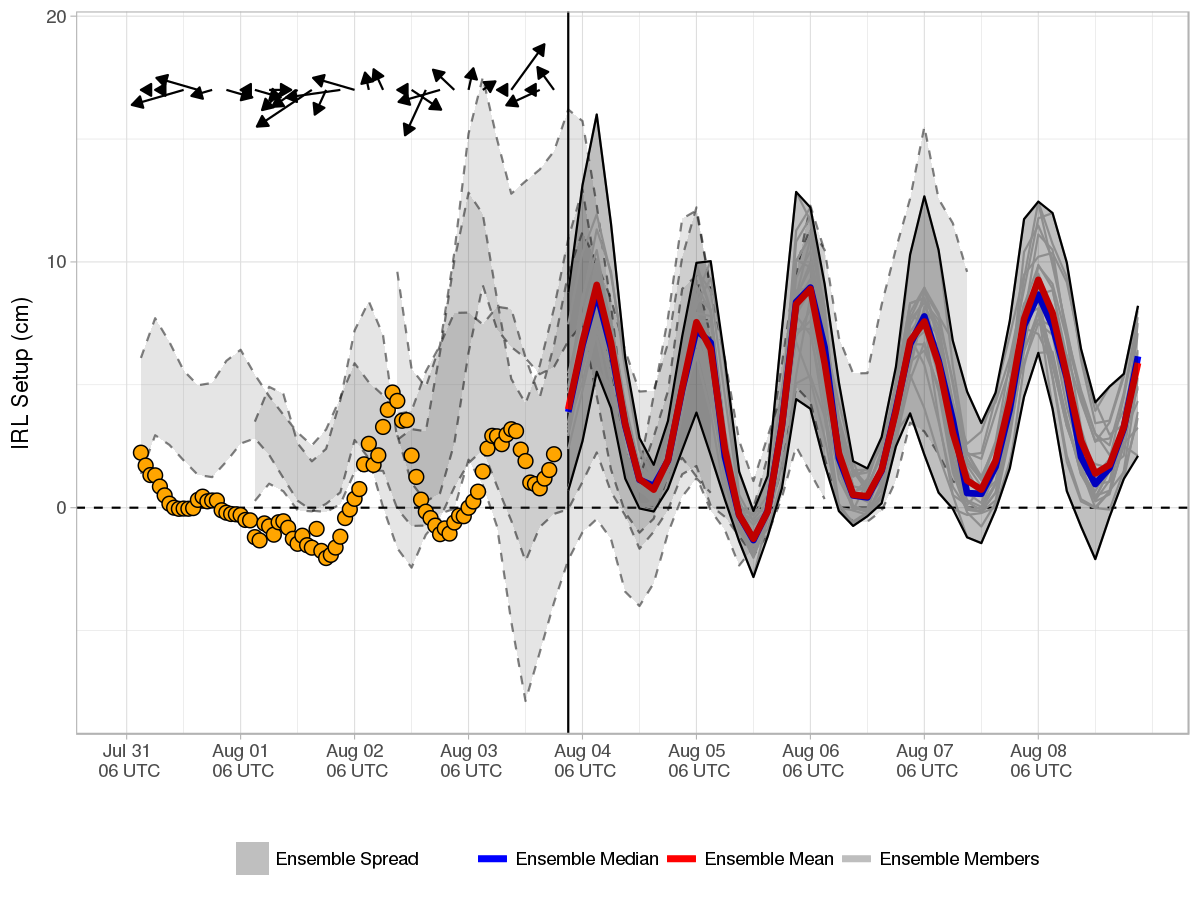 20
10
0
IRL Setup (cm)
Jul 31 Aug 01 Aug 02 Aug 03 Aug 04 Aug 05 Aug 06 Aug 07 Aug 08
06 UTC 06 UTC 06 UTC 06 UTC 06 UTC 06 UTC 06 UTC 06 UTC 06 UTC
Ensemble Spread Ensemble Median Ensemble Mean Ensemble Members